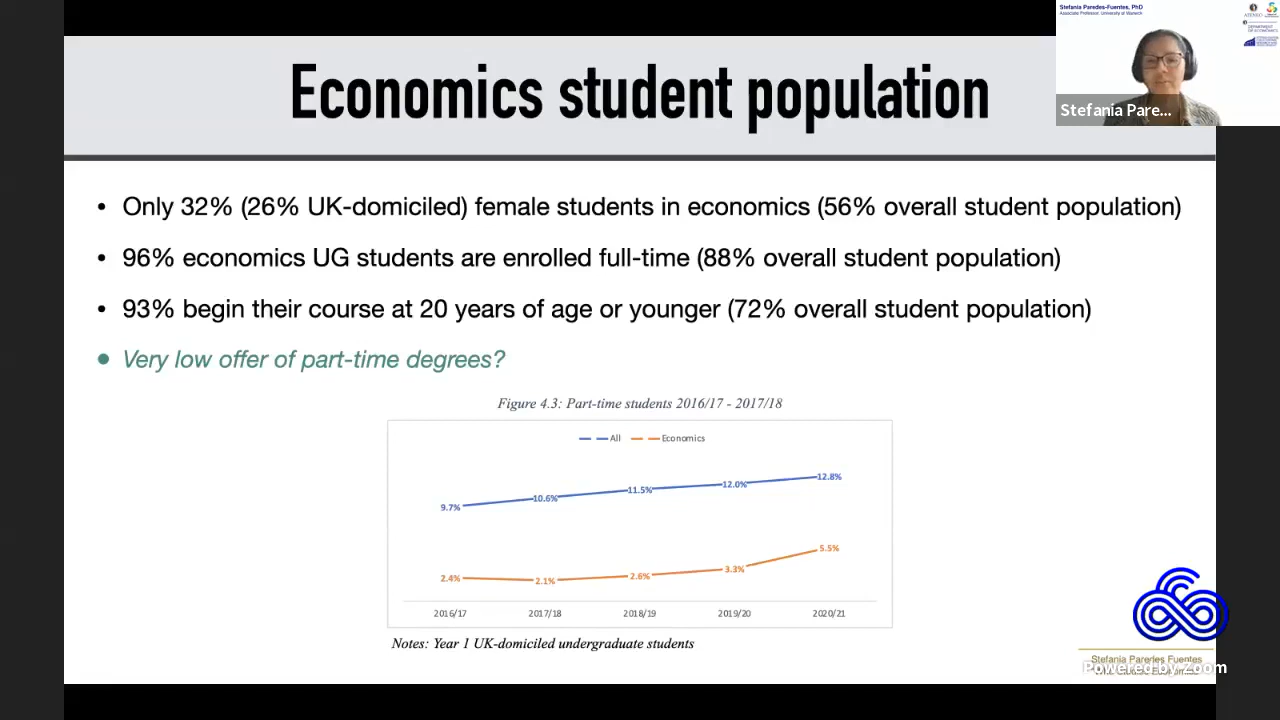 Economics student population
Stefania Paredes-Fuentes, PhD
Associate Professor, University of Warwick
Stefania Pare...
• Only 32% (26% UK-domiciled) female students in economics (56% overall student population)
• 96% economics UG students are enrolled full-time (88% overall student population)
• 93% begin their course at 20 years of age or younger (72% overall student population)
• Very low offer of part-time degrees?
Figure 4.3: Part-time students 2016/17 - 2017/18
All Economics
9.7% 10.6% 11.5% 12.0% 12.8%
2.4% 2.1% 2.6% 3.3% 5.5%
2016/17 2017/18 2018/19 2019/20 2020/21
Notes: Year 1 UK-domiciled undergraduate students
Stefania Paredes Fuentes
Powered by Zoom